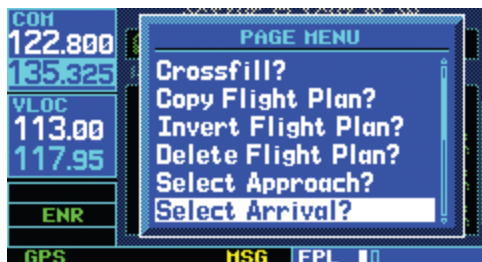 COM
122.800
135.325
VLOC
113.00
117.95
ENR
PAGE MENU
Crossfill?
Copy Flight Plan?
Invert Flight Plan?
Delete Flight Plan?
Select Approach?
Select Arrival?
GPS
MSG
FPL